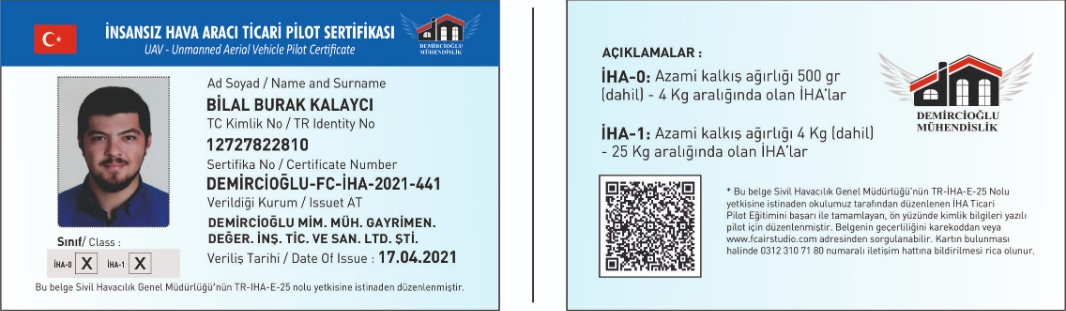 İNSANSIZ HAVA ARACI TİCARİ PİLOT SERTİFİKASI
UAV - Unmanned Aerial Vehicle Pilot Certificate
DEMİRCİOĞLU
MÜHENDİSLİK
Ad Soyad / Name and Surname
BİLAL BURAK KALAYCI
TC Kimlik No / TR Identity No
12727822810
Sertifika No / Certificate Number
DEMİRCİOĞLU-FC-İHA-2021-441
Verildiği Kurum / Issuet AT
DEMİRCİOĞLU MİM. MÜH. GAYRİMEN.
DEĞER. İNŞ. TİC. VE SAN. LTD. ŞTİ.
Veriliş Tarihi / Date Of Issue : 17.04.2021
Sınıf/ Class :
İHA-0 X İHA-1 X
Bu belge Sivil Havacılık Genel Müdürlüğü'nün TR-IHA-E-25 nolu yetkisine istinaden düzenlenmiştir.
AÇIKLAMALAR :
İHA-0: Azami kalkış ağırlığı 500 gr
(dahil) - 4 Kg aralığında olan İHA'lar
İHA-1: Azami kalkış ağırlığı 4 Kg (dahil)
- 25 Kg aralığında olan İHA'lar
DEMİRCİOĞLU
MÜHENDİSLİK
* Bu belge Sivil Havacılık Genel Müdürlüğü'nün TR-İHA-E-25 Nolu
yetkisine istinaden okulumuz tarafından düzenlenen İHA Ticari
Pilot Eğitimini başarı ile tamamlayan, ön yüzünde kimlik bilgileri yazılı
pilot için düzenlenmiştir. Belgenin geçerliliğini karekoddan veya
www.fcairstudio.com adresinden sorgulanabilir. Kartın bulunması
halinde 0312 310 71 80 numaralı iletişim hattına bildirilmesi rica olunur.